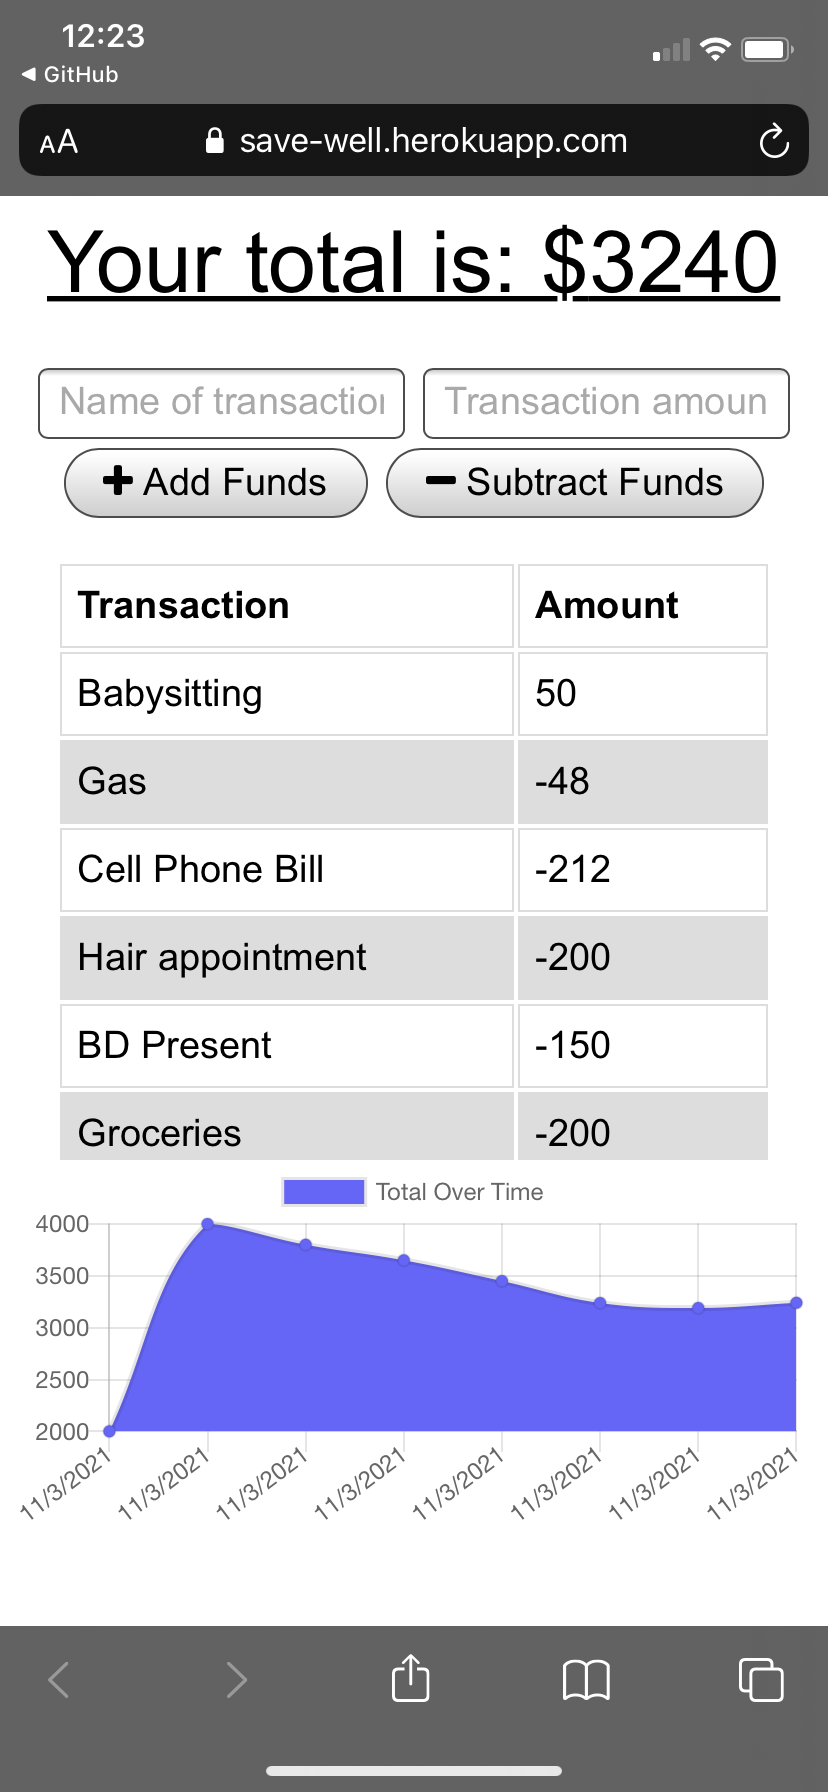 12:23
◀ GitHub
AA save-well.herokuapp.com
Your total is: $3240
Name of transaction Transaction amoun
+ Add Funds − Subtract Funds
Transaction Amount
Babysitting 50
Gas -48
Cell Phone Bill -212
Hair appointment -200
BD Present -150
Groceries -200
Total Over Time
4000
3500
3000
2500
2000
11/3/2021 11/3/2021 11/3/2021 11/3/2021 11/3/2021 11/3/2021 11/3/2021 11/3/2021